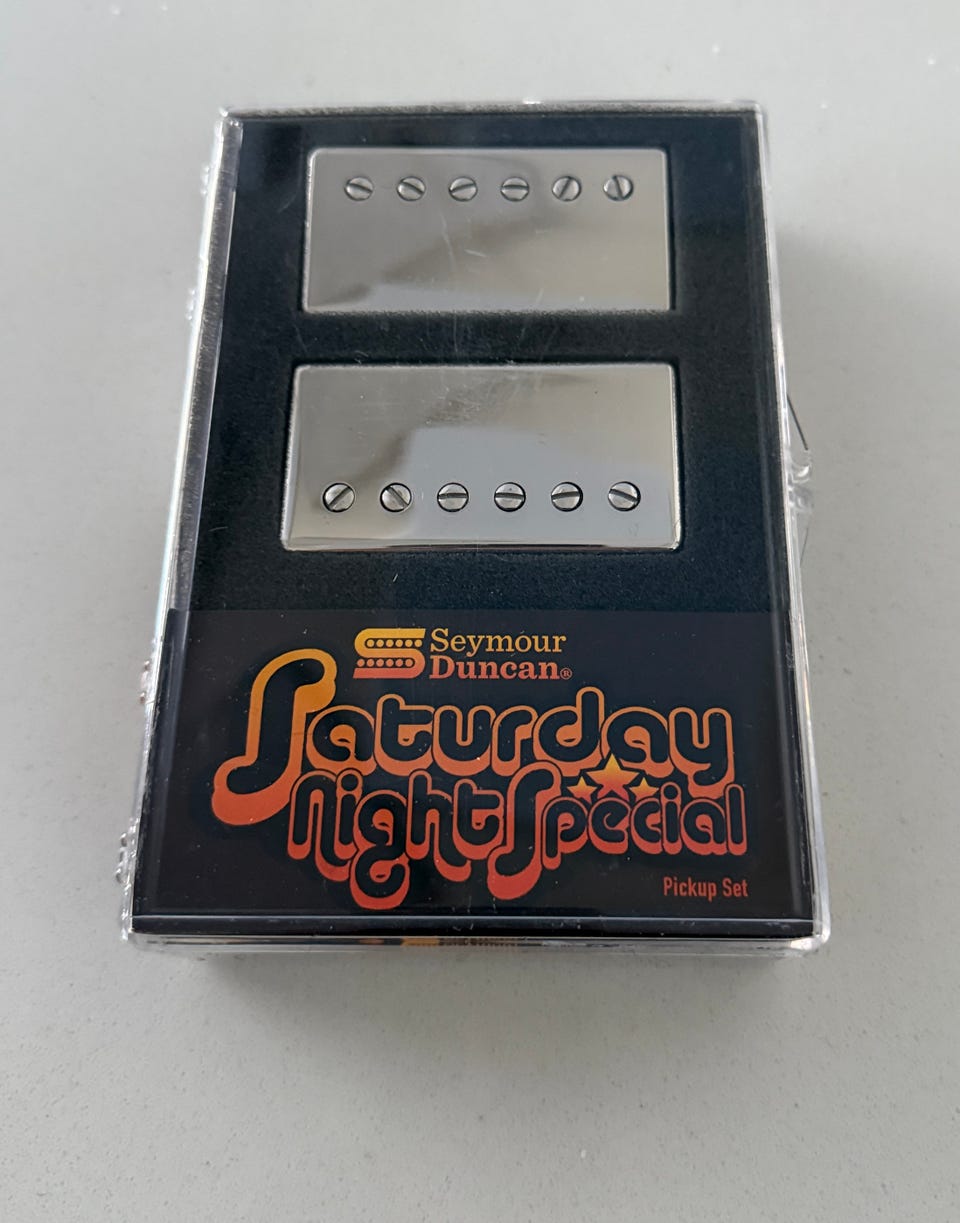 Seymour
Duncan®
Saturday
Night Special
Pickup Set